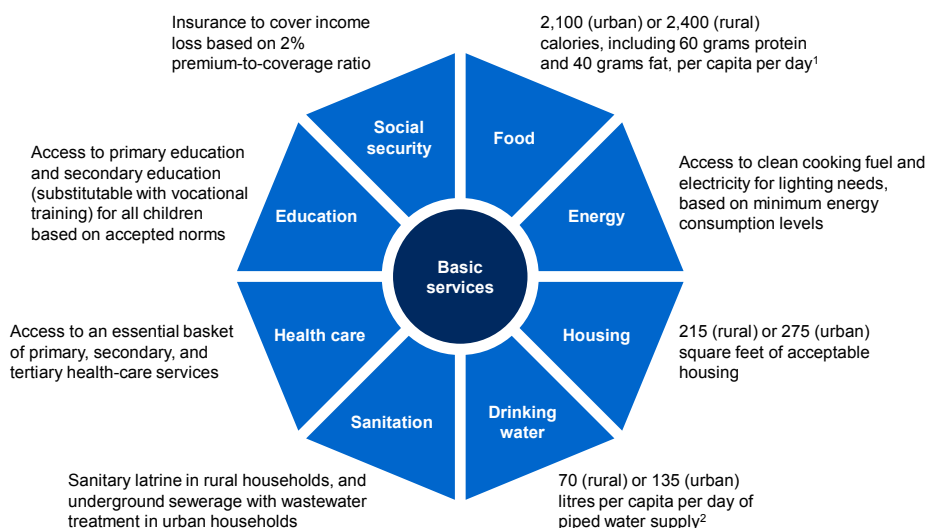 Insurance to cover income
loss based on 2%
premium-to-coverage ratio
2,100 (urban) or 2,400 (rural)
calories, including 60 grams protein
and 40 grams fat, per capita per day¹
Social
security
Food
Access to primary education
and secondary education
(substitutable with vocational
training) for all children
based on accepted norms
Education
Energy
Access to clean cooking fuel and
electricity for lighting needs,
based on minimum energy
consumption levels
Basic
services
Access to an essential basket
of primary, secondary, and
tertiary health-care services
Health care
Housing
215 (rural) or 275 (urban)
square feet of acceptable
housing
Sanitation
Drinking
water
Sanitary latrine in rural households, and
underground sewerage with wastewater
treatment in urban households
70 (rural) or 135 (urban)
litres per capita per day of
piped water supply²